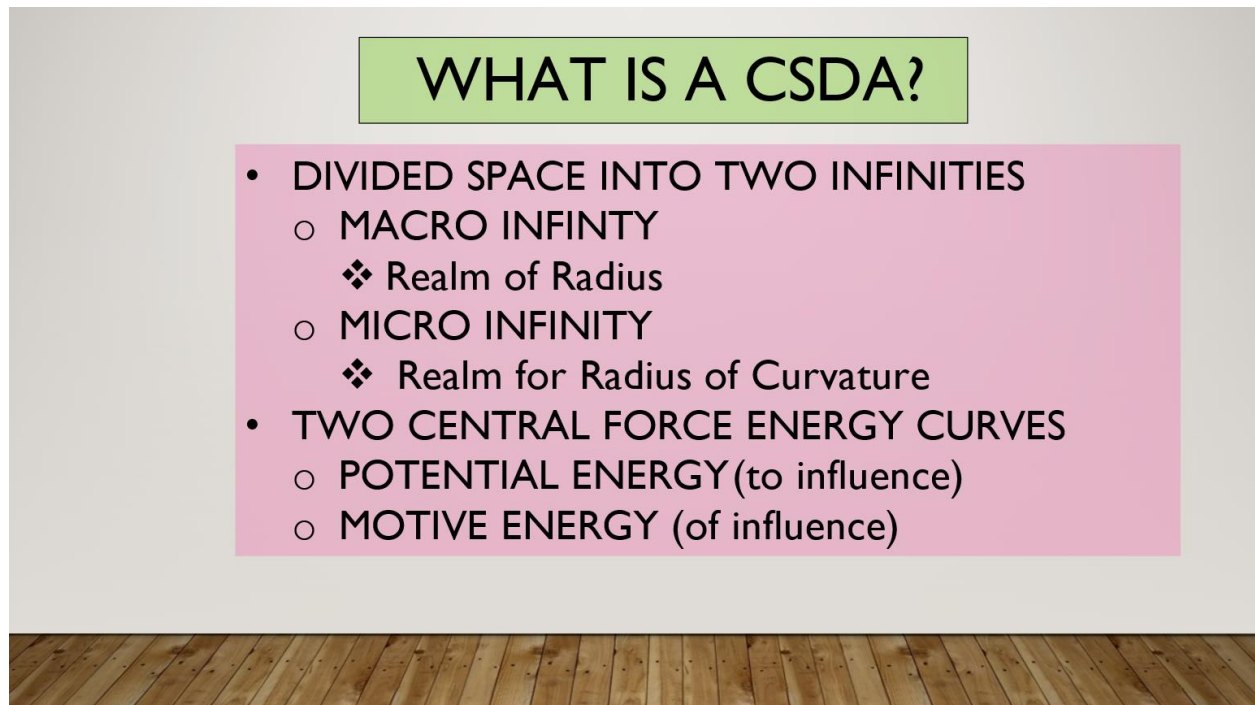 WHAT IS A CSDA?
• DIVIDED SPACE INTO TWO INFINITIES
o MACRO INFINTY
❖ Realm of Radius
o MICRO INFINITY
❖ Realm for Radius of Curvature
• TWO CENTRAL FORCE ENERGY CURVES
o POTENTIAL ENERGY (to influence)
o MOTIVE ENERGY (of influence)